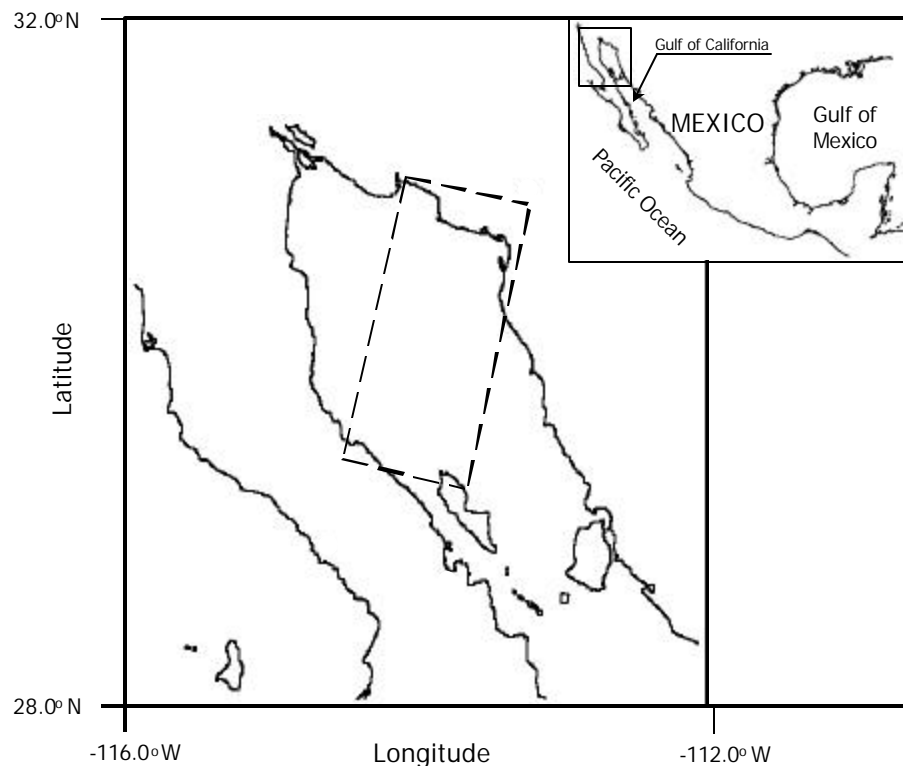 32.0° N
Gulf of California
MEXICO
Gulf of
Mexico
Pacific Ocean
Latitude
28.0° N
-116.0° W
Longitude
-112.0° W